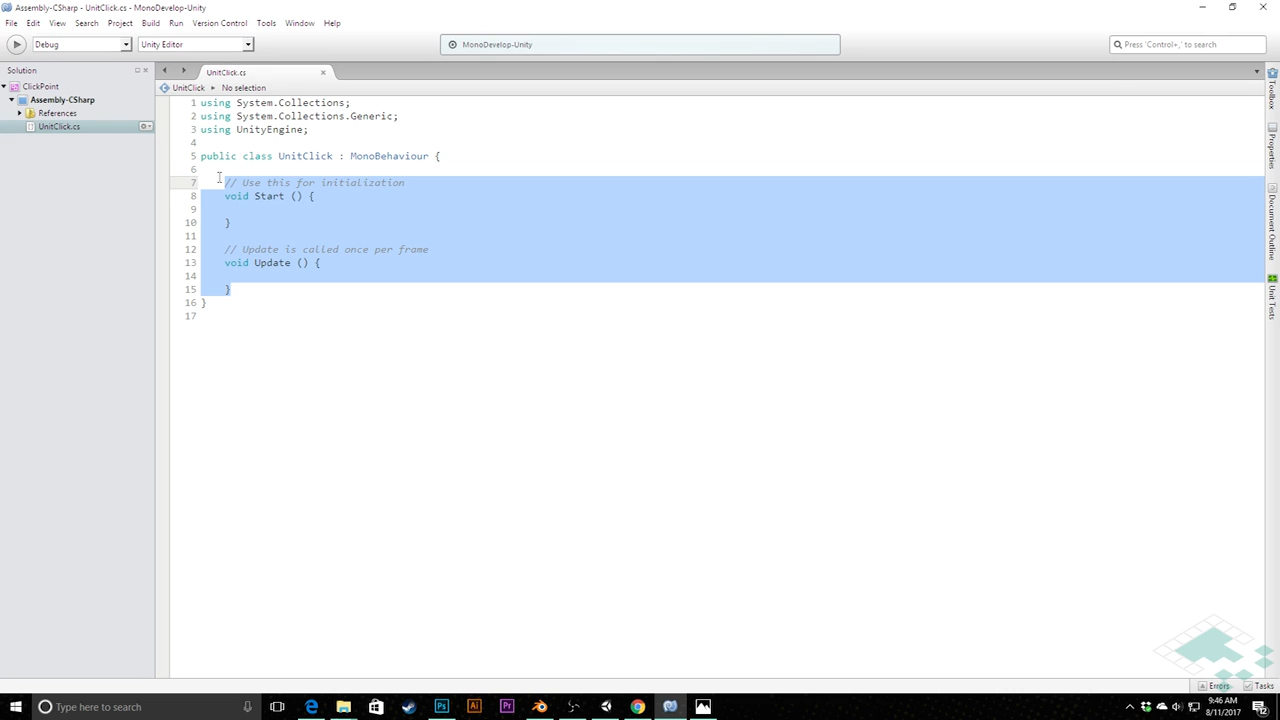 Assembly-CSharp - UnitClick.cs - MonoDevelop-Unity
File Edit View Search Project Build Run Version Control Tools Window Help
Debug Unity Editor MonoDevelop-Unity Press 'Control+,' to search
Solution
UnitClick.cs
ClickPoint
Assembly-CSharp
References
UnitClick.cs
UnitClick No selection
1 using System.Collections;
2 using System.Collections.Generic;
3 using UnityEngine;
4
5 public class UnitClick : MonoBehaviour {
6
7 // Use this for initialization
8 void Start () {
9
10 }
11
12 // Update is called once per frame
13 void Update () {
14
15 }
16 }
17
Toolbox
Properties
Document Outline
Unit Tests
Errors Tasks
Type here to search
Ps Ai Pr
9:46 AM
8/11/2017
12